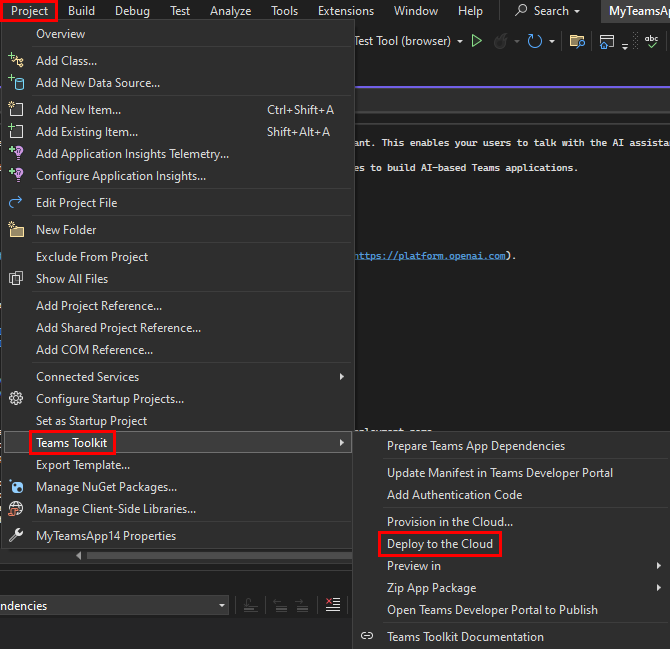 Project Build Debug Test Analyze Tools Extensions Window Help Search MyTeamsAp
Test Tool (browser)
Overview
Add Class...
Add New Data Source...
Add New Item... Ctrl+Shift+A
Add Existing Item... Shift+Alt+A
ant. This enables your users to talk with the AI assista
Add Application Insights Telemetry...
es to build AI-based Teams applications.
Configure Application Insights...
Edit Project File
New Folder
Exclude From Project
https://platform.openai.com).
Show All Files
Add Project Reference...
Add Shared Project Reference...
Add COM Reference...
Connected Services
Configure Startup Projects...
Set as Startup Project
Teams Toolkit
Export Template...
Manage NuGet Packages...
Manage Client-Side Libraries...
MyTeamsApp14 Properties
Prepare Teams App Dependencies
Update Manifest in Teams Developer Portal
Add Authentication Code
Provision in the Cloud...
Deploy to the Cloud
Preview in
Zip App Package
Open Teams Developer Portal to Publish
Teams Toolkit Documentation
ndencies